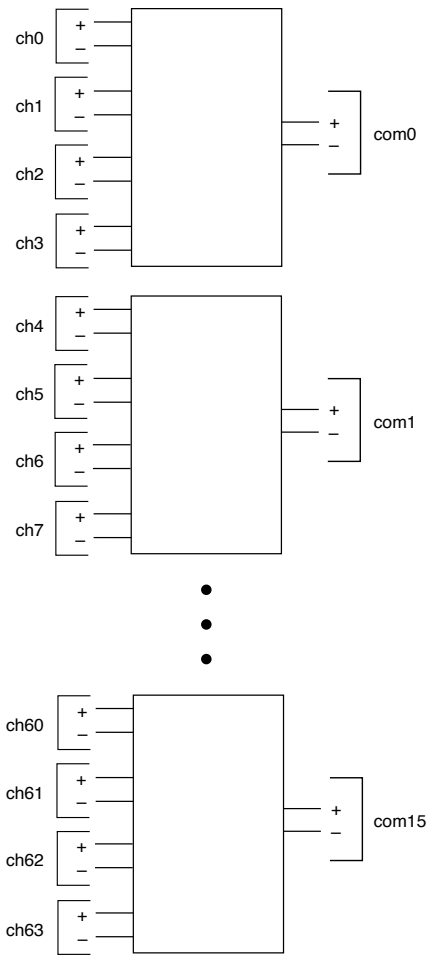 ch0
+
–
ch1
+
–
ch2
+
–
ch3
+
–
+
–
com0
ch4
+
–
ch5
+
–
ch6
+
–
ch7
+
–
+
–
com1
ch60
+
–
ch61
+
–
ch62
+
–
ch63
+
–
+
–
com15